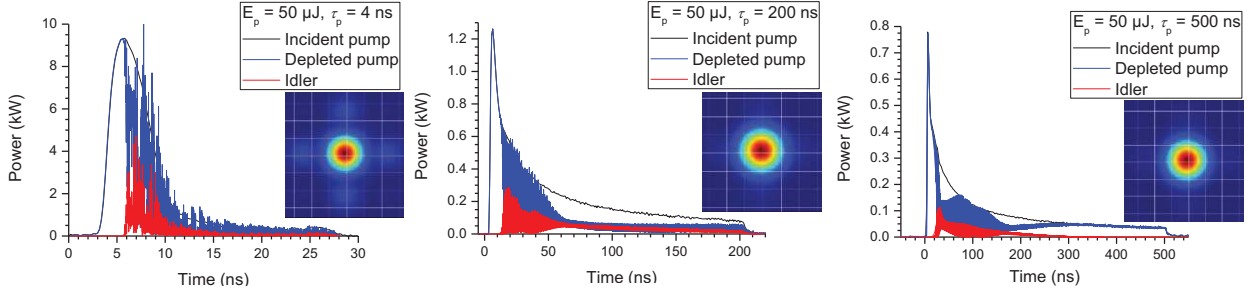 E_p = 50 µJ, τ_p = 4 ns
Incident pump
Depleted pump
Idler
Power (kW)
10
9
8
7
6
5
4
3
2
1
0
0 5 10 15 20 25 30
Time (ns)
E_p = 50 µJ, τ_p = 200 ns
Incident pump
Depleted pump
Idler
Power (kW)
1.2
1.0
0.8
0.6
0.4
0.2
0.0
0 50 100 150 200
Time (ns)
E_p = 50 µJ, τ_p = 500 ns
Incident pump
Depleted pump
Idler
Power (kW)
0.8
0.7
0.6
0.5
0.4
0.3
0.2
0.1
0.0
0 100 200 300 400 500
Time (ns)